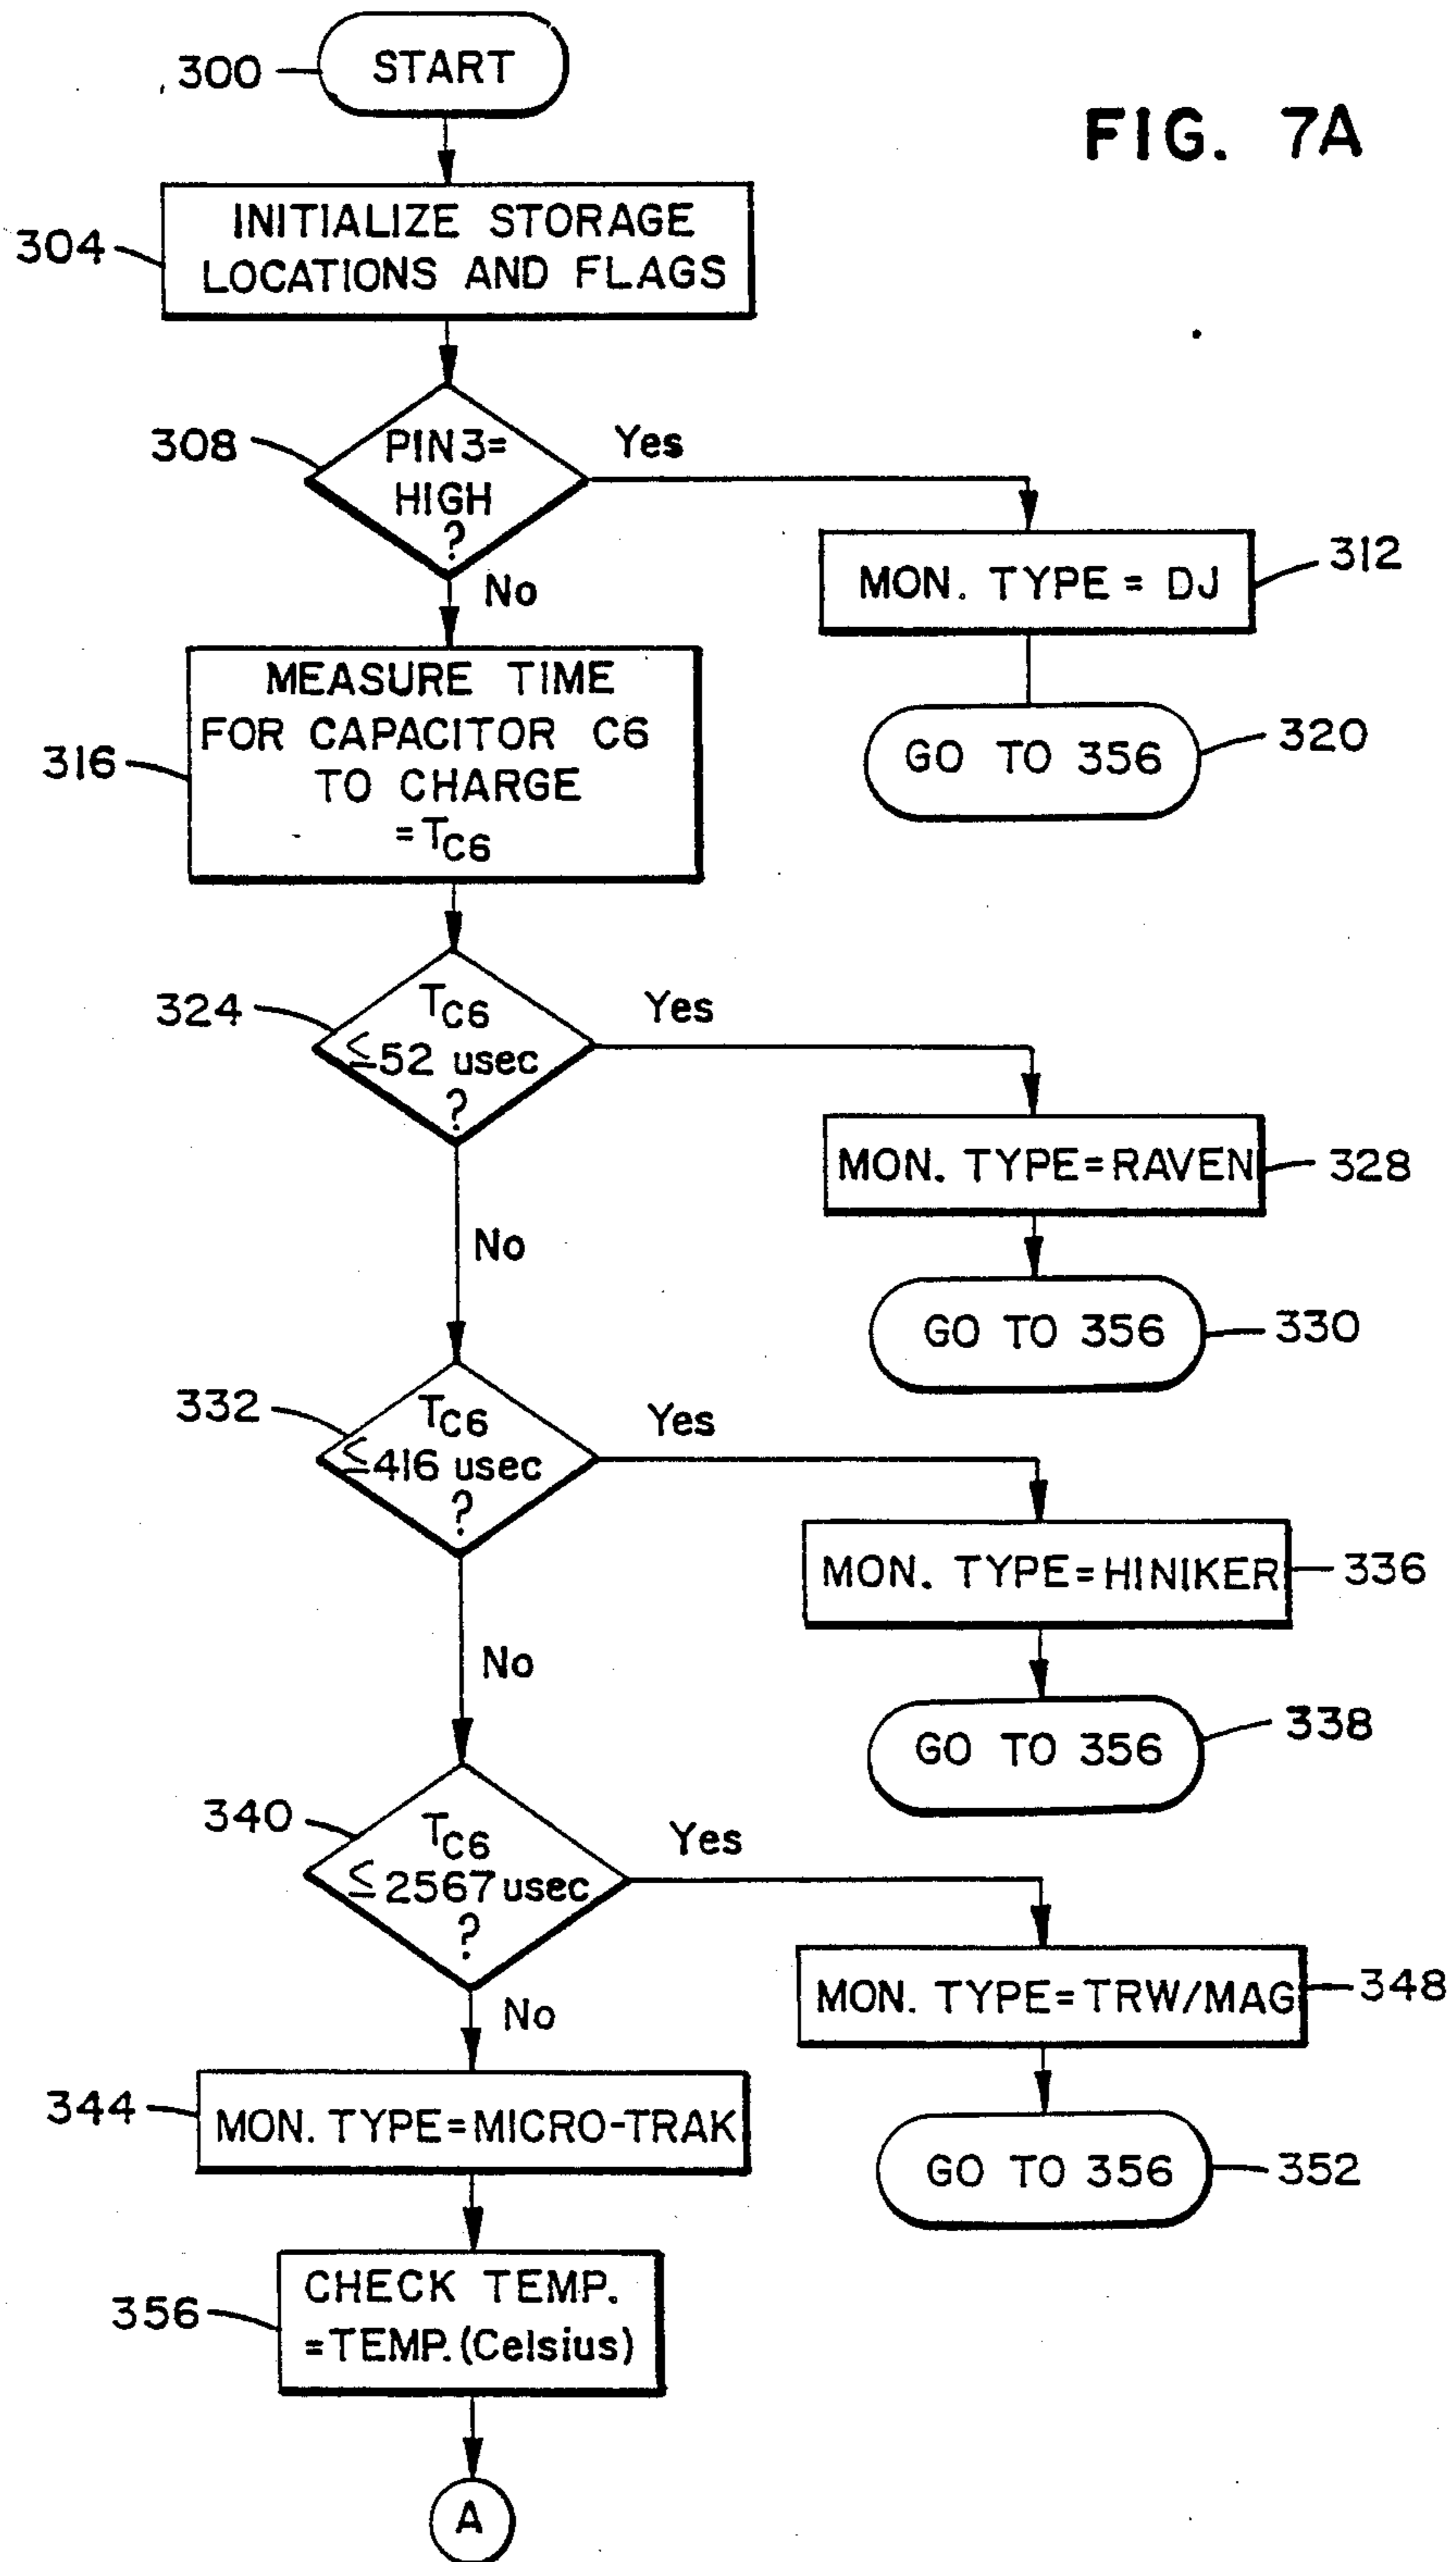 FIG. 7A
300
START
304
INITIALIZE STORAGE
LOCATIONS AND FLAGS
308
PIN3=
HIGH
?
Yes
No
MON. TYPE = DJ
312
GO TO 356
320
316
MEASURE TIME
FOR CAPACITOR C6
TO CHARGE
=TC6
324
TC6
≤52 usec
?
Yes
No
MON. TYPE=RAVEN
328
GO TO 356
330
332
TC6
≤416 usec
?
Yes
No
MON. TYPE=HINIKER
336
GO TO 356
338
340
TC6
≤2567 usec
?
Yes
No
MON. TYPE=TRW/MAG
348
GO TO 356
352
344
MON. TYPE=MICRO-TRAK
356
CHECK TEMP.
=TEMP.(Celsius)
A